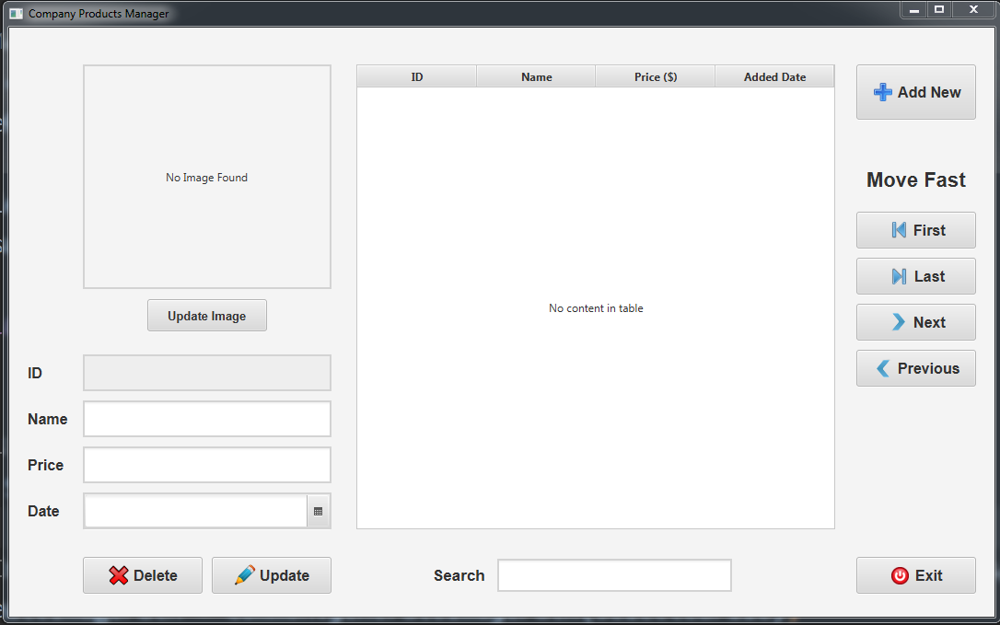 Company Products Manager
No Image Found
Update Image
ID
Name
Price
Date
Delete
Update
ID Name Price ($) Added Date
No content in table
Search
Add New
Move Fast
First
Last
Next
Previous
Exit